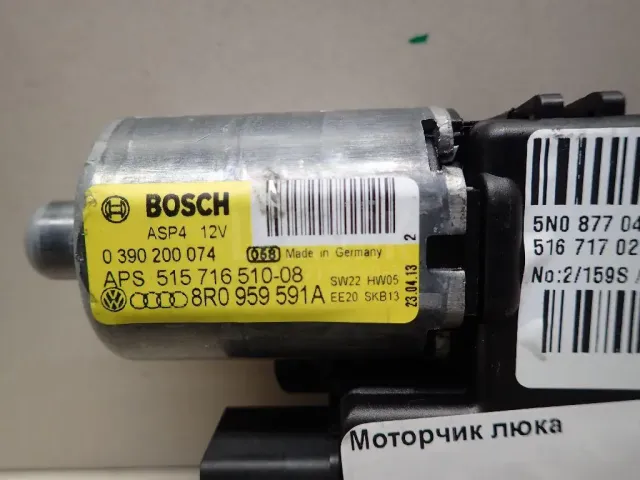 BOSCH
ASP4 12V
0 390 200 074
068 Made in Germany
APS 515 716 510-08
SW22 HW05
8R0 959 591A
EE20 SKB13
23.04.13
2
5N0 877 04
516 717 02
No:2/159S
Моторчик люка